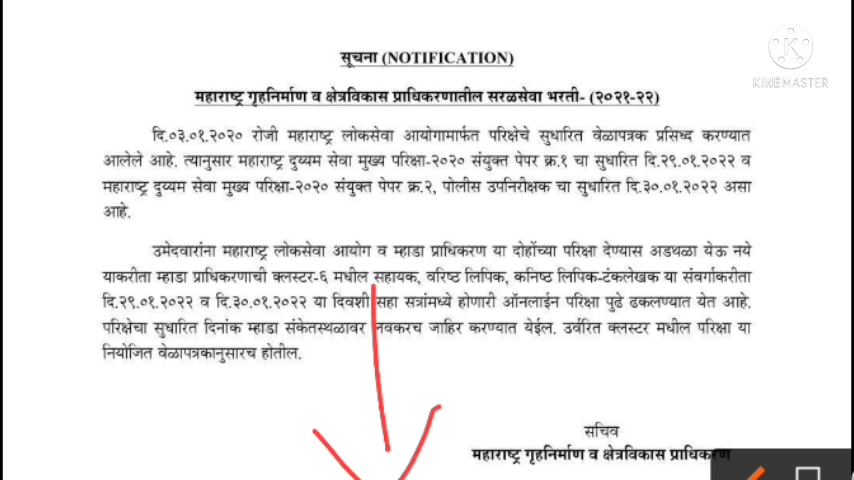 सूचना (NOTIFICATION)
KINEMASTER
महाराष्ट्र गृहनिर्माण व क्षेत्रविकास प्राधिकरणातील सरळसेवा भरती- (२०२१-२२)
दि.०३.०१.२०२० रोजी महाराष्ट्र लोकसेवा आयोगामार्फत परिक्षेचे सुधारित वेळापत्रक प्रसिध्द करण्यात
आलेले आहे. त्यानुसार महाराष्ट्र दुय्यम सेवा मुख्य परिक्षा-२०२० संयुक्त पेपर क्र.१ चा सुधारित दि.२९.०१.२०२२ व
महाराष्ट्र दुय्यम सेवा मुख्य परिक्षा-२०२० संयुक्त पेपर क्र.२, पोलीस उपनिरीक्षक चा सुधारित दि.३०.०१.२०२२ असा
आहे.
उमेदवारांना महाराष्ट्र लोकसेवा आयोग व म्हाडा प्राधिकरण या दोहोंच्या परिक्षा देण्यास अडथळा येऊ नये
याकरीता म्हाडा प्राधिकरणाची क्लस्टर-६ मधील सहायक, वरिष्ठ लिपिक, कनिष्ठ लिपिक-टंकलेखक या संवर्गाकरीता
दि.२९.०१.२०२२ व दि.३०.०१.२०२२ या दिवशी सहा सत्रांमध्ये होणारी ऑनलाईन परिक्षा पुढे ढकलण्यात येत आहे.
परिक्षेचा सुधारित दिनांक म्हाडा संकेतस्थळावर लवकरच जाहिर करण्यात येईल. उर्वरित क्लस्टर मधील परिक्षा या
नियोजित वेळापत्रकानुसारच होतील.
सचिव
महाराष्ट्र गृहनिर्माण व क्षेत्रविकास प्राधिकरण